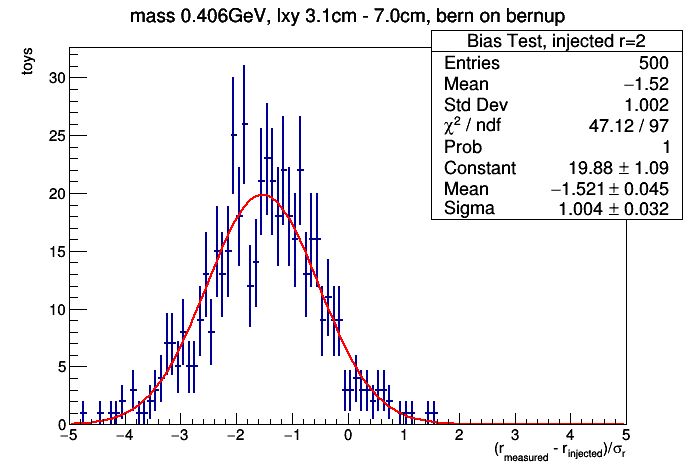 mass 0.406GeV, lxy 3.1cm - 7.0cm, bern on bernup
Bias Test, injected r=2
Entries 500
Mean −1.52
Std Dev 1.002
χ² / ndf 47.12 / 97
Prob 1
Constant 19.88 ± 1.09
Mean −1.521 ± 0.045
Sigma 1.004 ± 0.032
toys
30
25
20
15
10
5
0
−5 −4 −3 −2 −1 0 1 2 3 4 5
(r_measured - r_injected)/σ_r